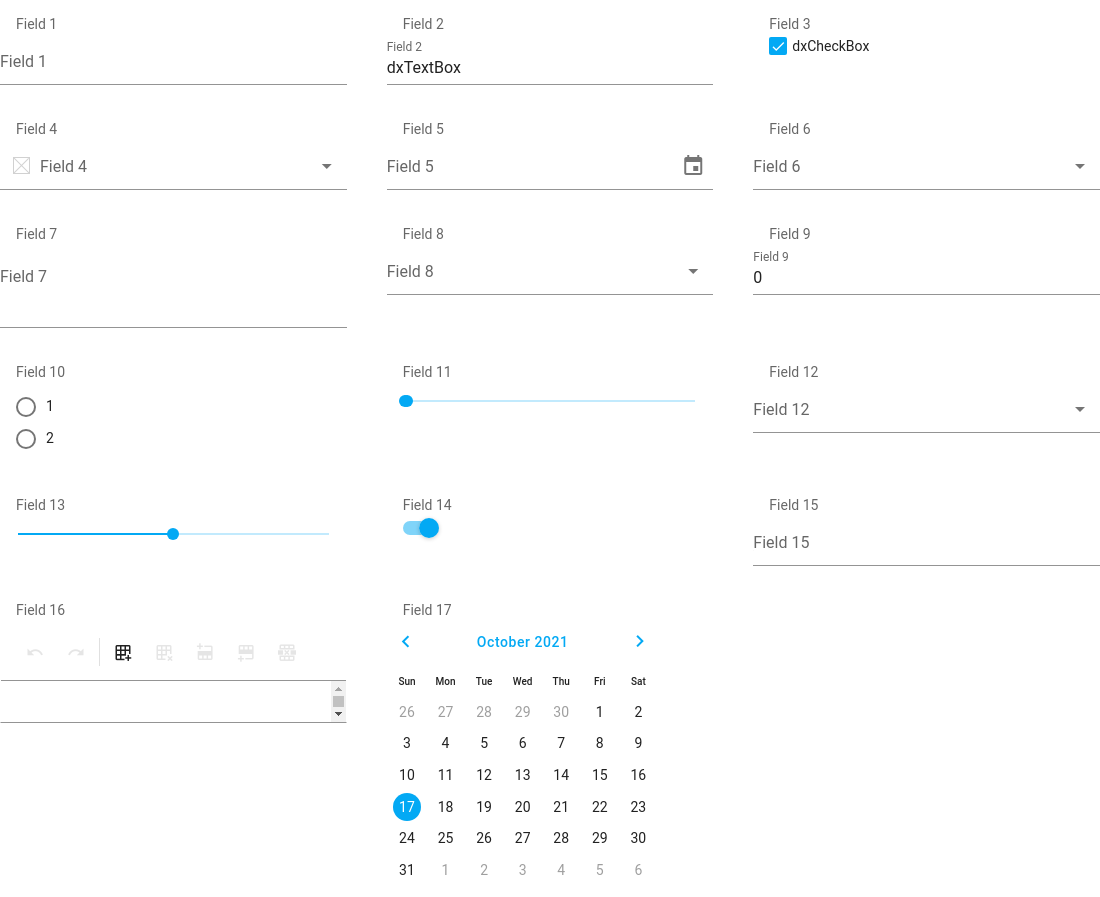 Field 1
Field 1
Field 2
Field 2
dxTextBox
Field 3
dxCheckBox
Field 4
Field 4
Field 5
Field 5
Field 6
Field 6
Field 7
Field 7
Field 8
Field 8
Field 9
Field 9
0
Field 10
1
2
Field 11
Field 12
Field 12
Field 13
Field 14
Field 15
Field 15
Field 16
Field 17
October 2021
Sun Mon Tue Wed Thu Fri Sat
26 27 28 29 30 1 2
3 4 5 6 7 8 9
10 11 12 13 14 15 16
17 18 19 20 21 22 23
24 25 26 27 28 29 30
31 1 2 3 4 5 6